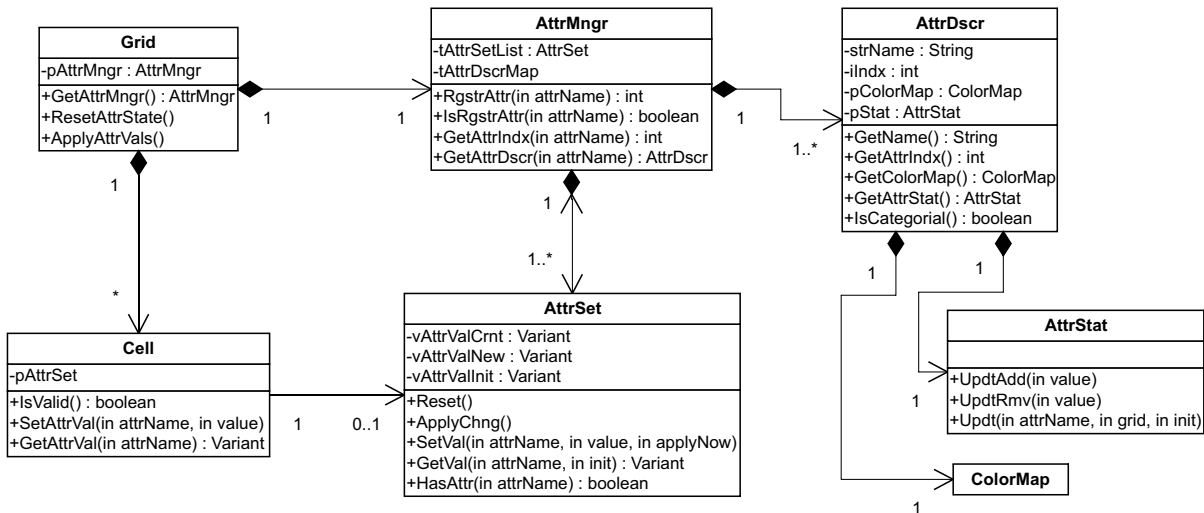 Grid
-pAttrMngr : AttrMngr
+GetAttrMngr() : AttrMngr
+ResetAttrState()
+ApplyAttrVals()
1
1
1
*
AttrMngr
-tAttrSetList : AttrSet
-tAttrDscrMap
+RgstrAttr(in attrName) : int
+IsRgstrAttr(in attrName) : boolean
+GetAttrIndx(in attrName) : int
+GetAttrDscr(in attrName) : AttrDscr
1
1..*
1
1..*
AttrDscr
-strName : String
-iIndx : int
-pColorMap : ColorMap
-pStat : AttrStat
+GetName() : String
+GetAttrIndx() : int
+GetColorMap() : ColorMap
+GetAttrStat() : AttrStat
+IsCategorial() : boolean
1
1
1
1
Cell
-pAttrSet
+IsValid() : boolean
+SetAttrVal(in attrName, in value)
+GetAttrVal(in attrName) : Variant
1
0..1
AttrSet
-vAttrValCrnt : Variant
-vAttrValNew : Variant
-vAttrValInit : Variant
+Reset()
+ApplyChng()
+SetVal(in attrName, in value, in applyNow)
+GetVal(in attrName, in init) : Variant
+HasAttr(in attrName) : boolean
AttrStat
+UpdtAdd(in value)
+UpdtRmv(in value)
+Updt(in attrName, in grid, in init)
ColorMap